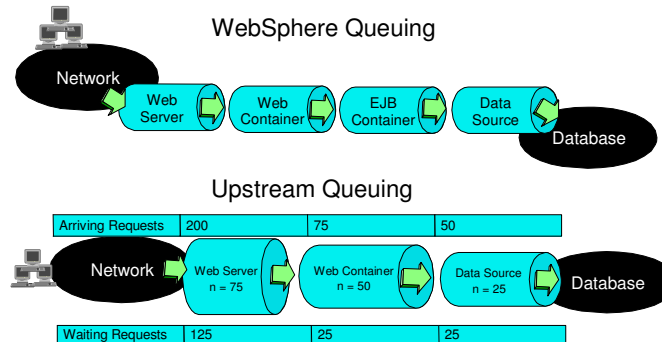 WebSphere Queuing
Network
Web
Server
Web
Container
EJB
Container
Data
Source
Database
Upstream Queuing
Arriving Requests 200 75 50
Network
Web Server
n = 75
Web Container
n = 50
Data Source
n = 25
Database
Waiting Requests 125 25 25